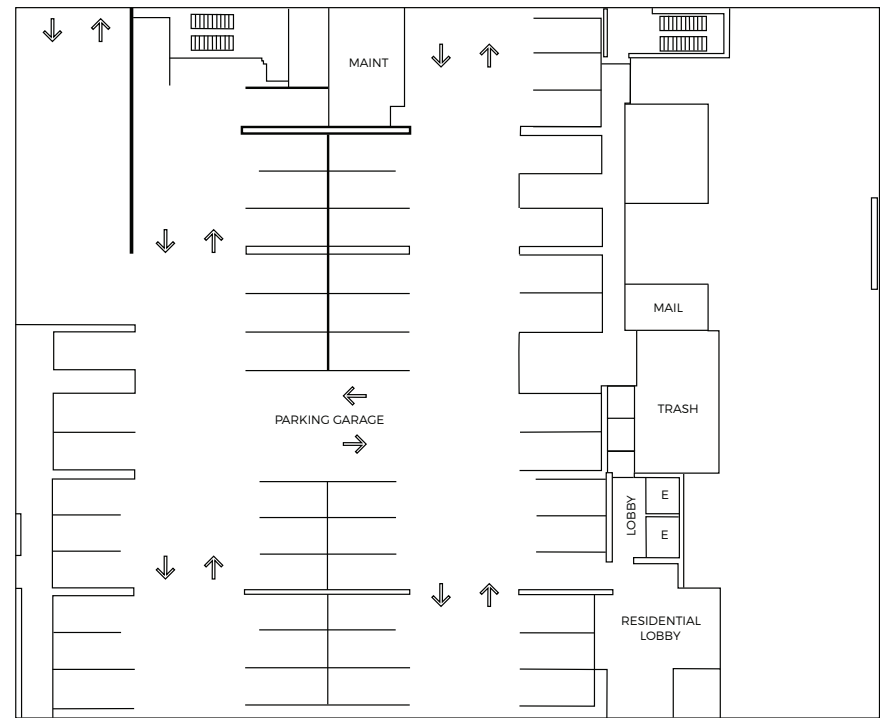 MAINT
MAIL
TRASH
PARKING GARAGE
LOBBY
E
E
RESIDENTIAL
LOBBY